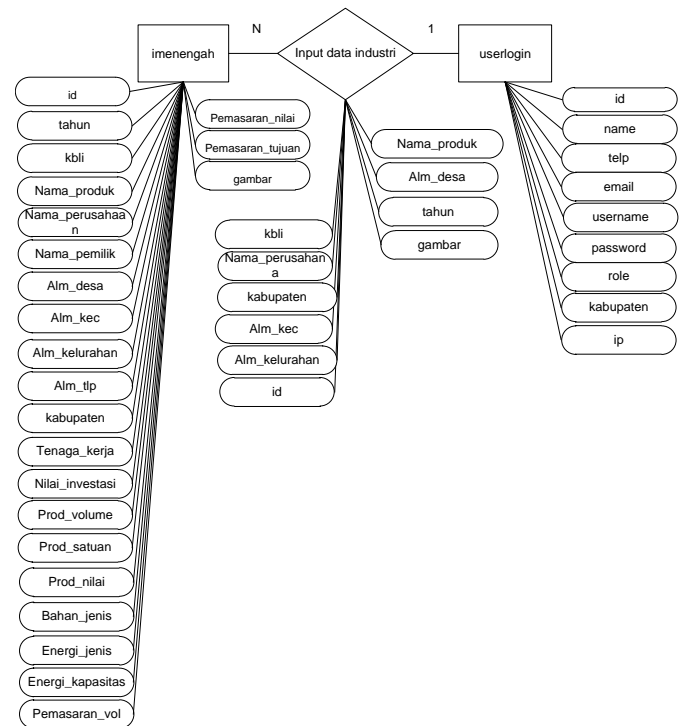 N
1
imenengah
Input data industri
userlogin
id
tahun
kbli
Nama_produk
Nama_perusahaa
n
Nama_pemilik
Alm_desa
Alm_kec
Alm_kelurahan
Alm_tlp
kabupaten
Tenaga_kerja
Nilai_investasi
Prod_volume
Prod_satuan
Prod_nilai
Bahan_jenis
Energi_jenis
Energi_kapasitas
Pemasaran_vol
Pemasaran_nilai
Pemasaran_tujuan
gambar
kbli
Nama_perusahan
a
kabupaten
Alm_kec
Alm_kelurahan
id
Nama_produk
Alm_desa
tahun
gambar
id
name
telp
email
username
password
role
kabupaten
ip